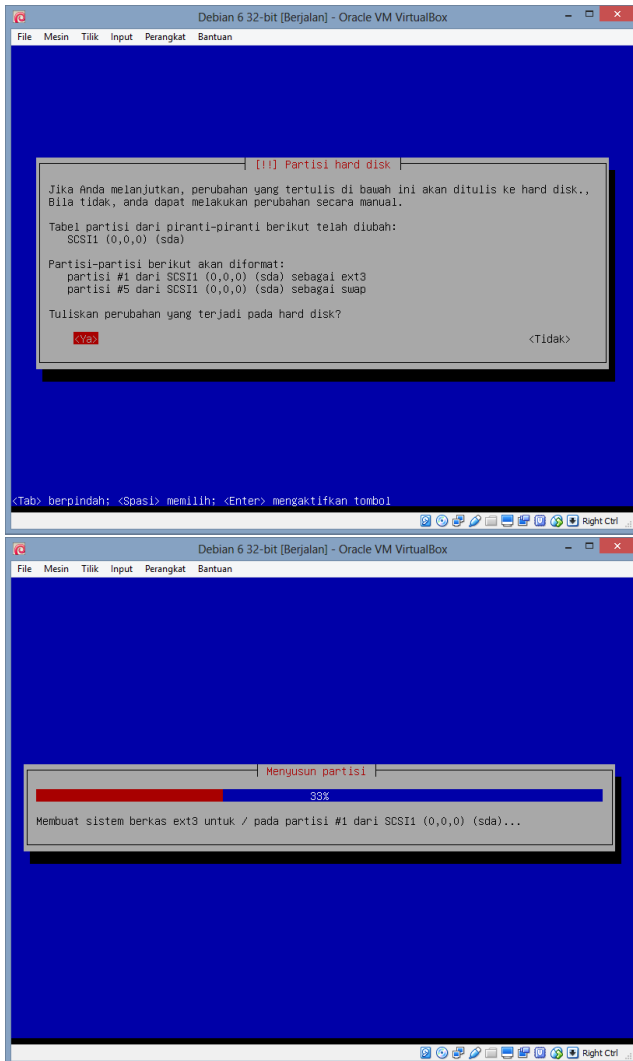 Debian 6 32-bit [Berjalan] - Oracle VM VirtualBox
File Mesin Tilik Input Perangkat Bantuan
[!!] Partisi hard disk
Jika Anda melanjutkan, perubahan yang tertulis di bawah ini akan ditulis ke hard disk.,
Bila tidak, anda dapat melakukan perubahan secara manual.
Tabel partisi dari piranti-piranti berikut telah diubah:
SCSI1 (0,0,0) (sda)
Partisi-partisi berikut akan diformat:
partisi #1 dari SCSI1 (0,0,0) (sda) sebagai ext3
partisi #5 dari SCSI1 (0,0,0) (sda) sebagai swap
Tuliskan perubahan yang terjadi pada hard disk?
<Ya> <Tidak>
<Tab> berpindah; <Spasi> memilih; <Enter> mengaktifkan tombol
Right Ctrl
Debian 6 32-bit [Berjalan] - Oracle VM VirtualBox
File Mesin Tilik Input Perangkat Bantuan
Menyusun partisi
33%
Membuat sistem berkas ext3 untuk / pada partisi #1 dari SCSI1 (0,0,0) (sda)...
Right Ctrl